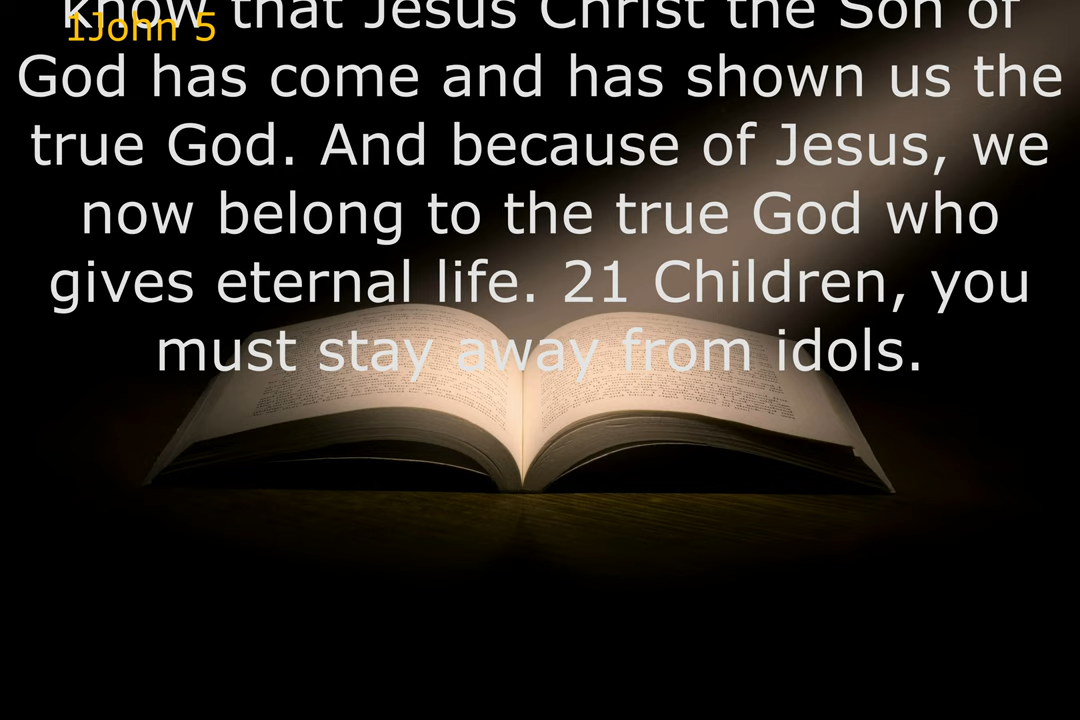 know that Jesus Christ the Son of
1John 5
God has come and has shown us the
true God. And because of Jesus, we
now belong to the true God who
gives eternal life. 21 Children, you
must stay away from idols.